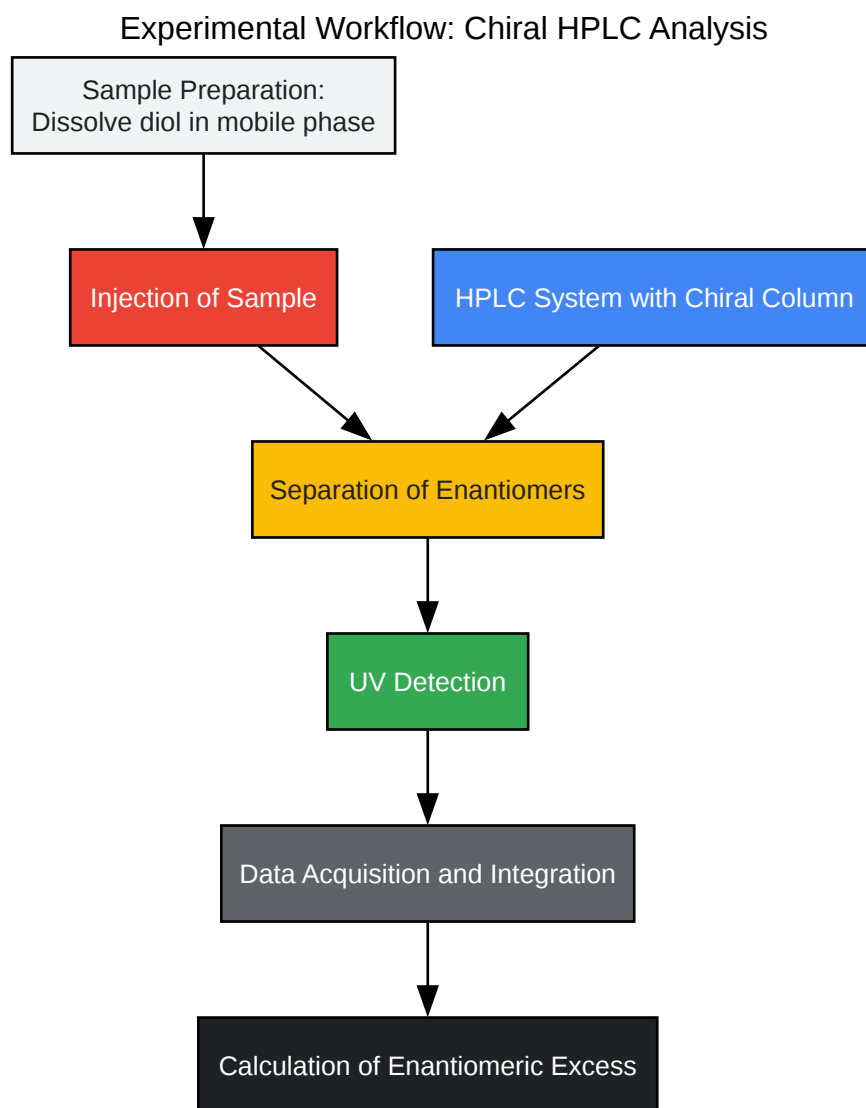 Experimental Workflow: Chiral HPLC Analysis
Sample Preparation:
Dissolve diol in mobile phase
Injection of Sample
HPLC System with Chiral Column
Separation of Enantiomers
UV Detection
Data Acquisition and Integration
Calculation of Enantiomeric Excess